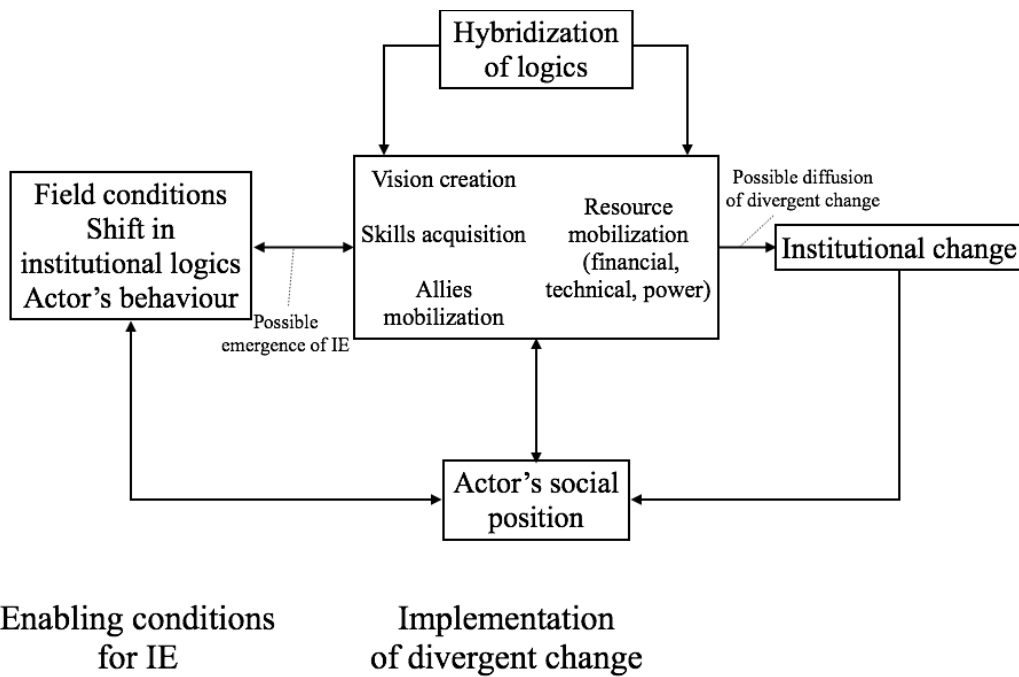 Hybridization
of logics
Field conditions
Shift in
institutional logics
Actor's behaviour
Possible
emergence of IE
Vision creation
Skills acquisition
Allies
mobilization
Resource
mobilization
(financial,
technical, power)
Possible diffusion
of divergent change
Institutional change
Actor's social
position
Enabling conditions
for IE
Implementation
of divergent change